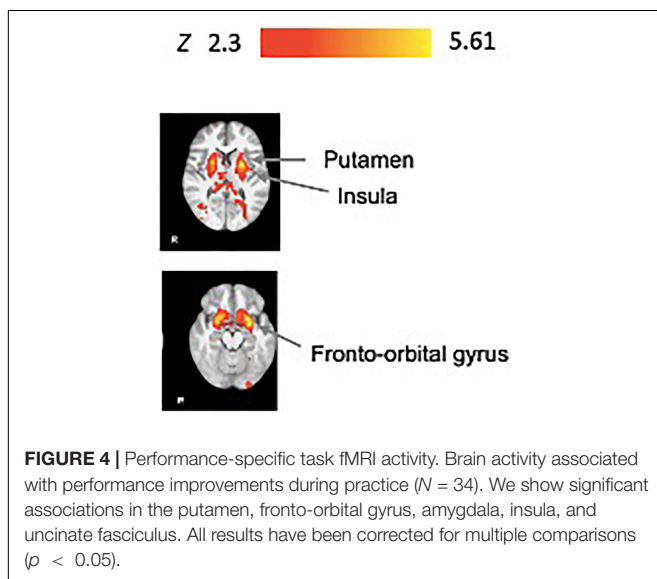 Z 2.3 5.61
Putamen
Insula
R
Fronto-orbital gyrus
FIGURE 4 | Performance-specific task fMRI activity. Brain activity associated
with performance improvements during practice (N = 34). We show significant
associations in the putamen, fronto-orbital gyrus, amygdala, insula, and
uncinate fasciculus. All results have been corrected for multiple comparisons
(p < 0.05).